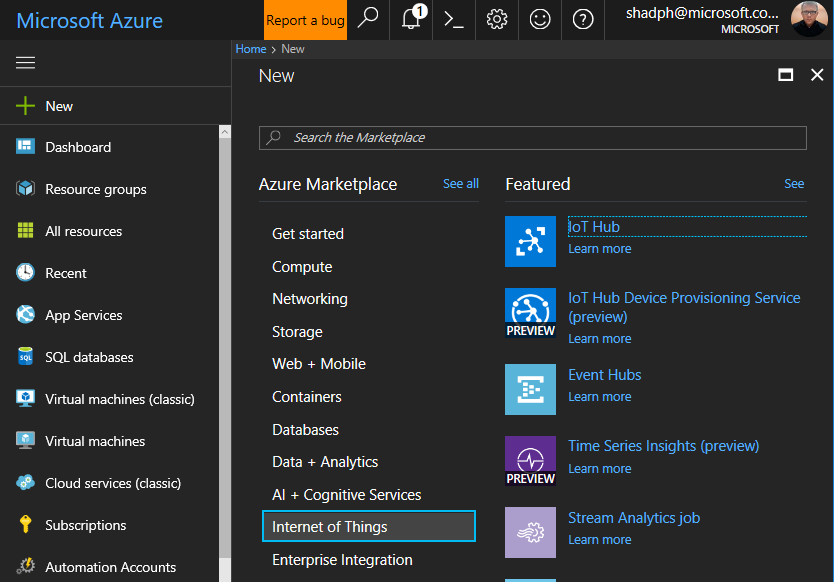 Microsoft Azure
Report a bug
1
shadph@microsoft.co...
MICROSOFT
Home > New
New
New
Dashboard
Resource groups
All resources
Recent
App Services
SQL
SQL databases
Virtual machines (classic)
Virtual machines
Cloud services (classic)
Subscriptions
Automation Accounts
Search the Marketplace
Azure Marketplace
See all
Get started
Compute
Networking
Storage
Web + Mobile
Containers
Databases
Data + Analytics
AI + Cognitive Services
Internet of Things
Enterprise Integration
Featured
See
IoT Hub
Learn more
PREVIEW
IoT Hub Device Provisioning Service
(preview)
Learn more
Event Hubs
Learn more
PREVIEW
Time Series Insights (preview)
Learn more
Stream Analytics job
Learn more